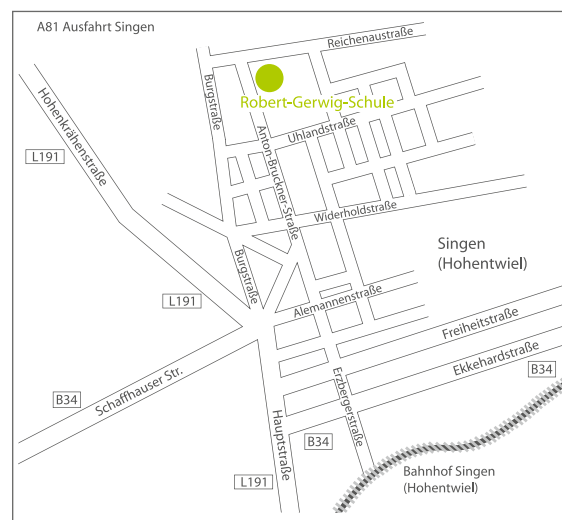 A81 Ausfahrt Singen
Reichenaustraße
Hohenkrähenstraße
L191
Burgstraße
Robert-Gerwig-Schule
Uhlandstraße
Anton-Bruckner-Straße
Widerholdstraße
Singen
(Hohentwiel)
Burgstraße
L191
Alemannenstraße
Freiheitstraße
Ekkehardstraße
B34
Schaffhauser Str.
B34
Erzbergerstraße
Hauptstraße
B34
L191
Bahnhof Singen
(Hohentwiel)